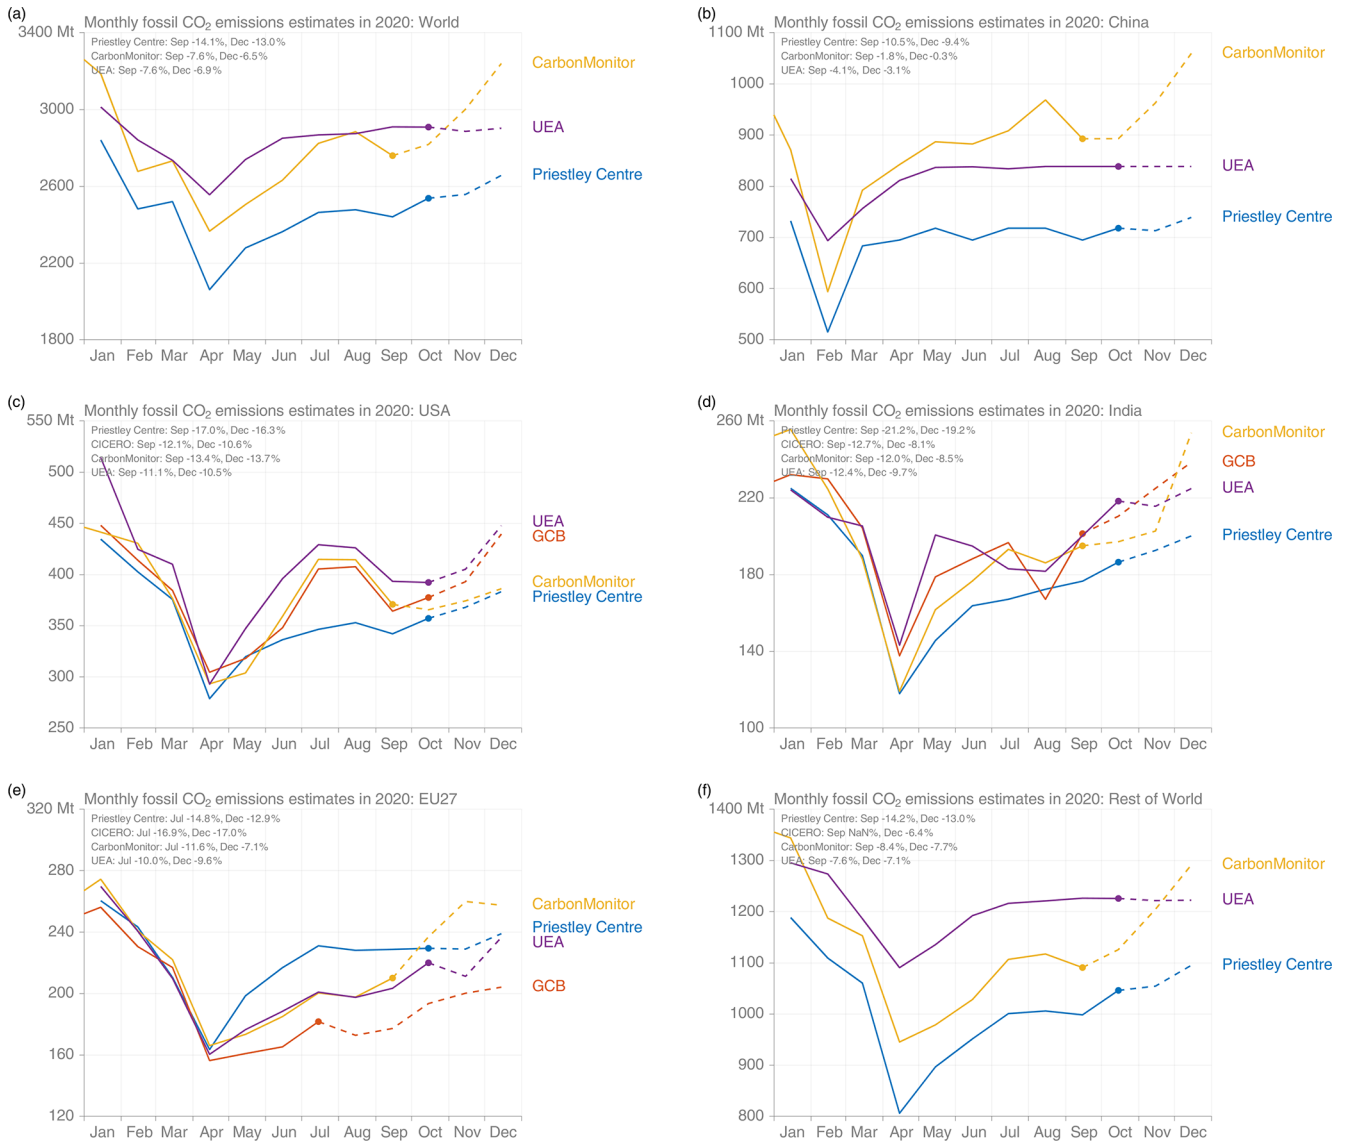 (a)
Monthly fossil CO2 emissions estimates in 2020: World
3400 Mt
Priestley Centre: Sep -14.1%, Dec -13.0%
CarbonMonitor: Sep -7.6%, Dec -6.5%
UEA: Sep -7.6%, Dec -6.9%
3000
2600
2200
1800
Jan Feb Mar Apr May Jun Jul Aug Sep Oct Nov Dec
CarbonMonitor
UEA
Priestley Centre
(b)
Monthly fossil CO2 emissions estimates in 2020: China
1100 Mt
Priestley Centre: Sep -10.5%, Dec -9.4%
CarbonMonitor: Sep -1.8%, Dec -0.3%
UEA: Sep -4.1%, Dec -3.1%
1000
900
800
700
600
500
Jan Feb Mar Apr May Jun Jul Aug Sep Oct Nov Dec
CarbonMonitor
UEA
Priestley Centre
(c)
Monthly fossil CO2 emissions estimates in 2020: USA
550 Mt
Priestley Centre: Sep -17.0%, Dec -16.3%
CICERO: Sep -12.1%, Dec -10.6%
CarbonMonitor: Sep -13.4%, Dec -13.7%
UEA: Sep -11.1%, Dec -10.5%
500
450
400
350
300
250
Jan Feb Mar Apr May Jun Jul Aug Sep Oct Nov Dec
UEA
GCB
CarbonMonitor
Priestley Centre
(d)
Monthly fossil CO2 emissions estimates in 2020: India
260 Mt
Priestley Centre: Sep -21.2%, Dec -19.2%
CICERO: Sep -12.7%, Dec -8.1%
CarbonMonitor: Sep -12.0%, Dec -8.5%
UEA: Sep -12.4%, Dec -9.7%
220
180
140
100
Jan Feb Mar Apr May Jun Jul Aug Sep Oct Nov Dec
CarbonMonitor
GCB
UEA
Priestley Centre
(e)
Monthly fossil CO2 emissions estimates in 2020: EU27
320 Mt
Priestley Centre: Jul -14.8%, Dec -12.9%
CICERO: Jul -16.9%, Dec -17.0%
CarbonMonitor: Jul -11.6%, Dec -7.1%
UEA: Jul -10.0%, Dec -9.6%
280
240
200
160
120
Jan Feb Mar Apr May Jun Jul Aug Sep Oct Nov Dec
CarbonMonitor
Priestley Centre
UEA
GCB
(f)
Monthly fossil CO2 emissions estimates in 2020: Rest of World
1400 Mt
Priestley Centre: Sep -14.2%, Dec -13.0%
CICERO: Sep NaN%, Dec -6.4%
CarbonMonitor: Sep -8.4%, Dec -7.7%
UEA: Sep -7.6%, Dec -7.1%
1300
1200
1100
1000
900
800
Jan Feb Mar Apr May Jun Jul Aug Sep Oct Nov Dec
CarbonMonitor
UEA
Priestley Centre